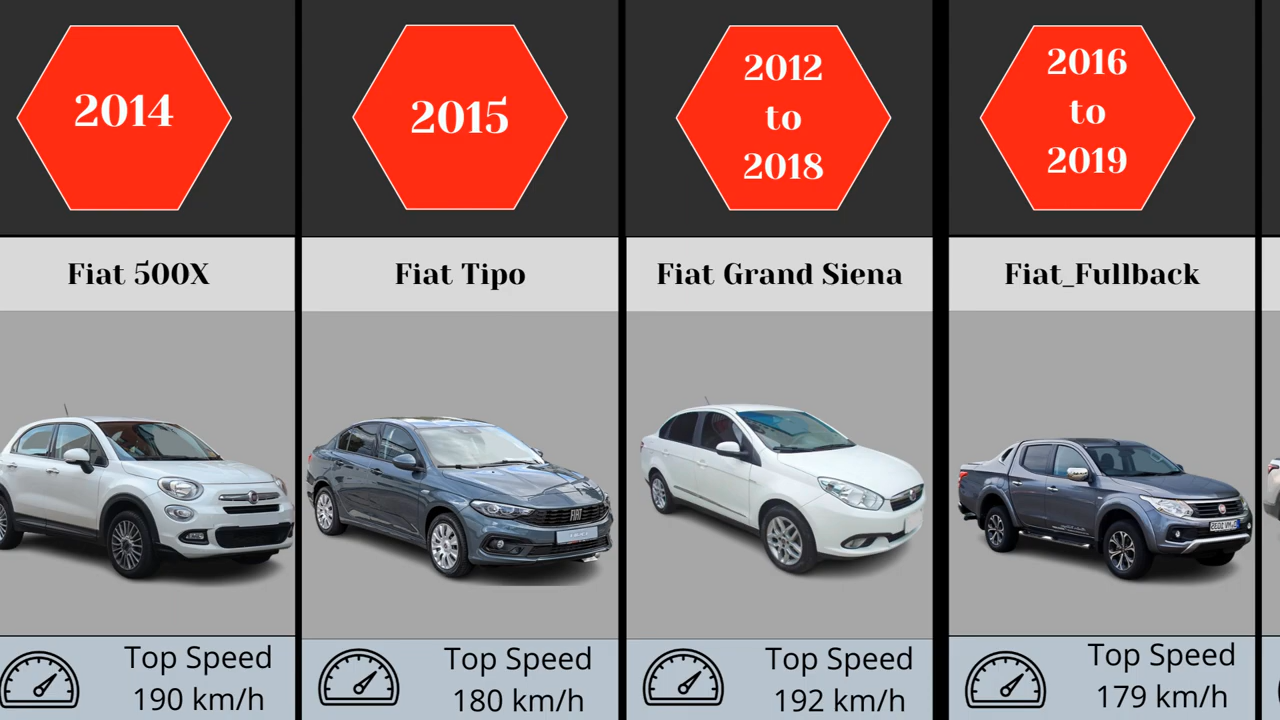 2014
Fiat 500X
Top Speed
190 km/h
2015
Fiat Tipo
FIAT
Top Speed
180 km/h
2012
to
2018
Fiat Grand Siena
Top Speed
192 km/h
2016
to
2019
Fiat_Fullback
Top Speed
179 km/h